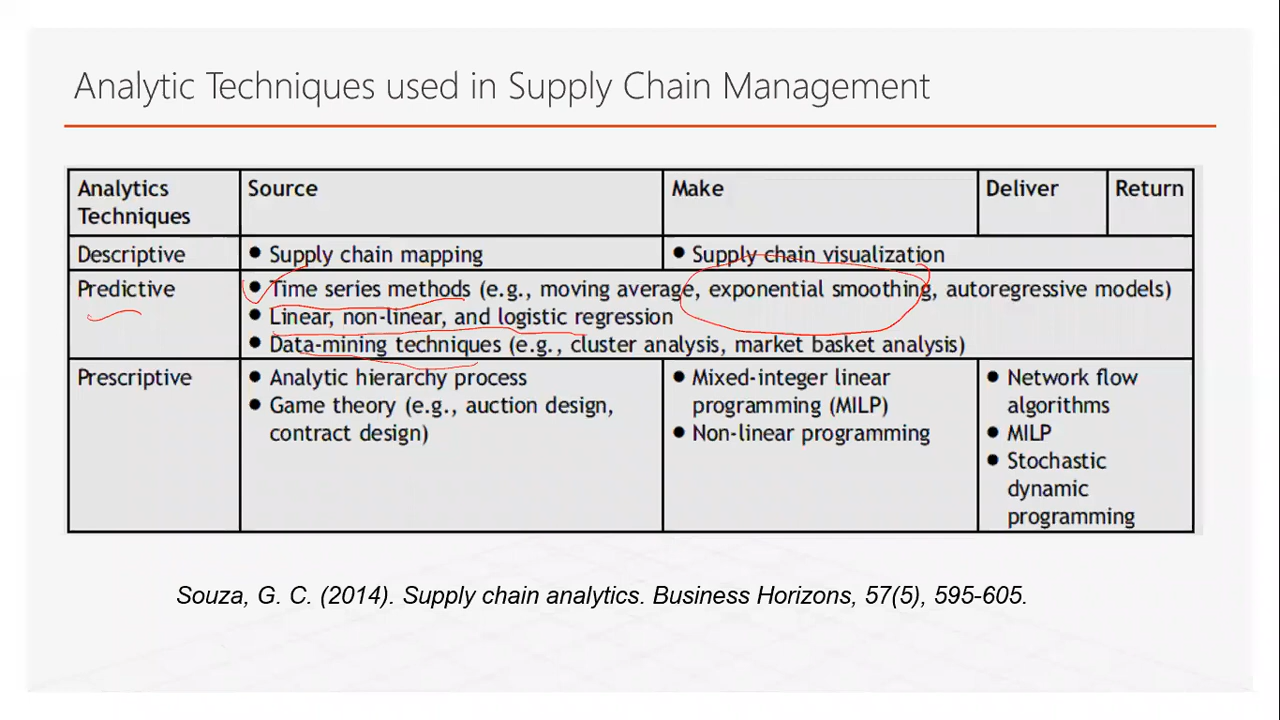 Analytic Techniques used in Supply Chain Management
Analytics Techniques
Source
Make
Deliver
Return
Descriptive
● Supply chain mapping
● Supply chain visualization
Predictive
● Time series methods (e.g., moving average, exponential smoothing, autoregressive models)
● Linear, non-linear, and logistic regression
● Data-mining techniques (e.g., cluster analysis, market basket analysis)
Prescriptive
● Analytic hierarchy process
● Game theory (e.g., auction design,
contract design)
● Mixed-integer linear
programming (MILP)
● Non-linear programming
● Network flow
algorithms
● MILP
● Stochastic
dynamic
programming
Souza, G. C. (2014). Supply chain analytics. Business Horizons, 57(5), 595-605.